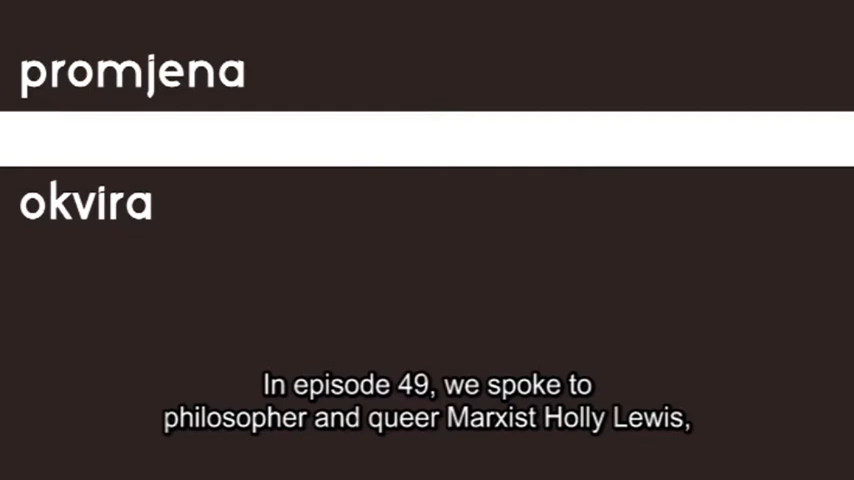 promjena
okvira
In episode 49, we spoke to
philosopher and queer Marxist Holly Lewis,